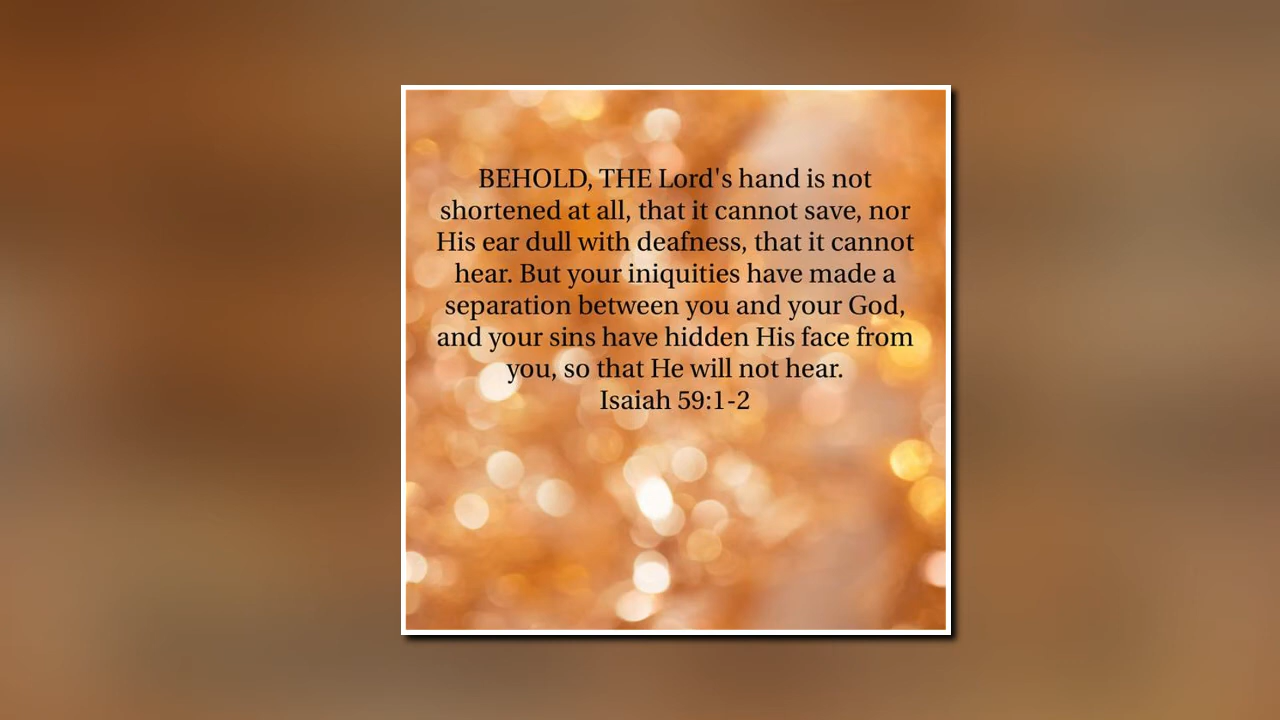 BEHOLD, THE Lord's hand is not
shortened at all, that it cannot save, nor
His ear dull with deafness, that it cannot
hear. But your iniquities have made a
separation between you and your God,
and your sins have hidden His face from
you, so that He will not hear.
Isaiah 59:1-2